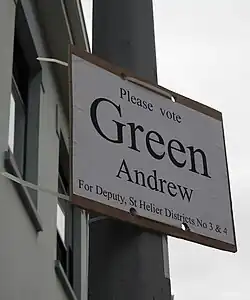 Please vote
Green
Andrew
For Deputy, St Helier Districts No 3 & 4